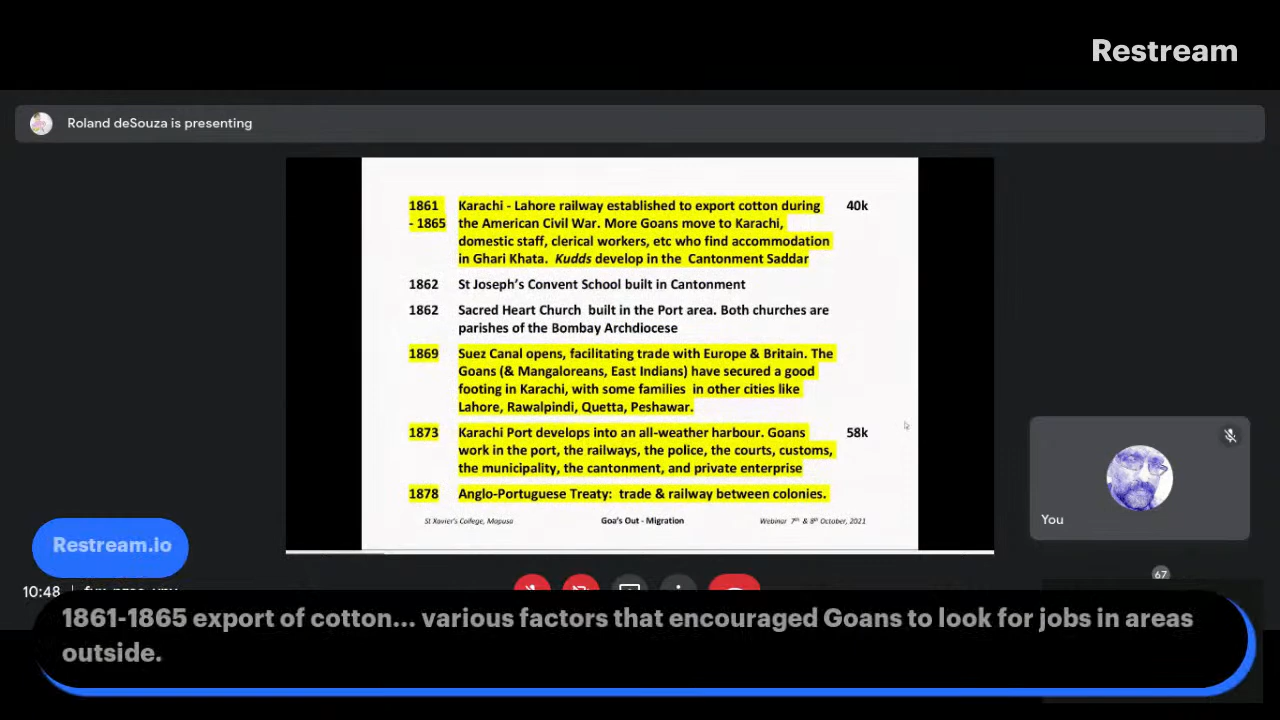 Restream
Roland deSouza is presenting
1861 Karachi - Lahore railway established to export cotton during 40k
- 1865 the American Civil War. More Goans move to Karachi,
domestic staff, clerical workers, etc who find accommodation
in Ghari Khata. Kudds develop in the Cantonment Saddar
1862 St Joseph's Convent School built in Cantonment
1862 Sacred Heart Church built in the Port area. Both churches are
parishes of the Bombay Archdiocese
1869 Suez Canal opens, facilitating trade with Europe & Britain. The
Goans (& Mangaloreans, East Indians) have secured a good
footing in Karachi, with some families in other cities like
Lahore, Rawalpindi, Quetta, Peshawar.
1873 Karachi Port develops into an all-weather harbour. Goans 58k
work in the port, the railways, the police, the courts, customs,
the municipality, the cantonment, and private enterprise
1878 Anglo-Portuguese Treaty: trade & railway between colonies.
St Xavier's College, Mapusa Goa's Out - Migration Webinar 7th & 8th October, 2021
You
Restream.io
67
10:48
1861-1865 export of cotton... various factors that encouraged Goans to look for jobs in areas
outside.